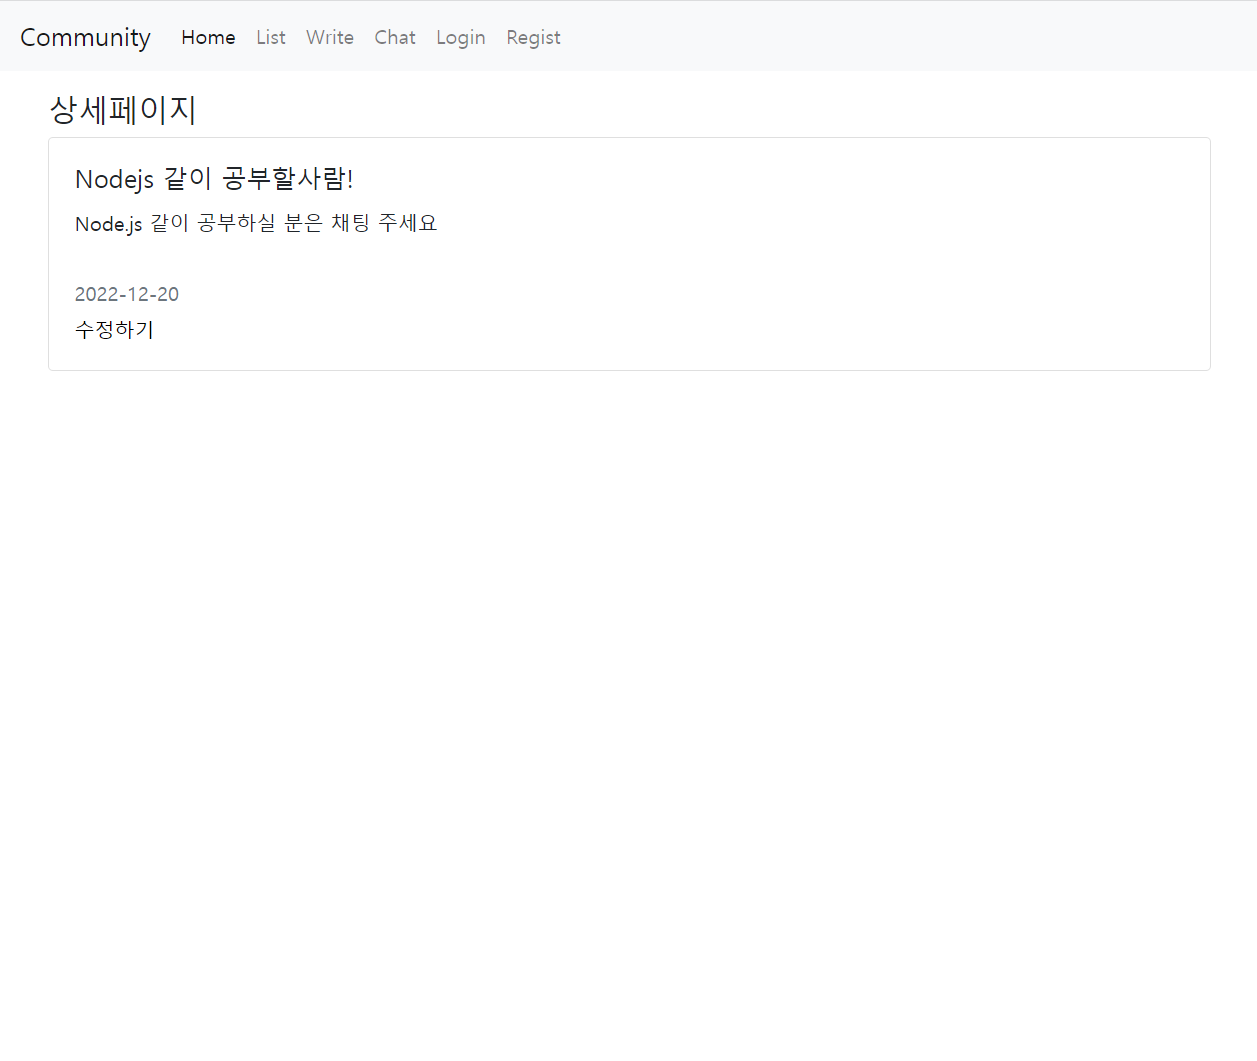 Community Home List Write Chat Login Regist
상세페이지
Nodejs 같이 공부할사람!
Node.js 같이 공부하실 분은 채팅 주세요
2022-12-20
수정하기